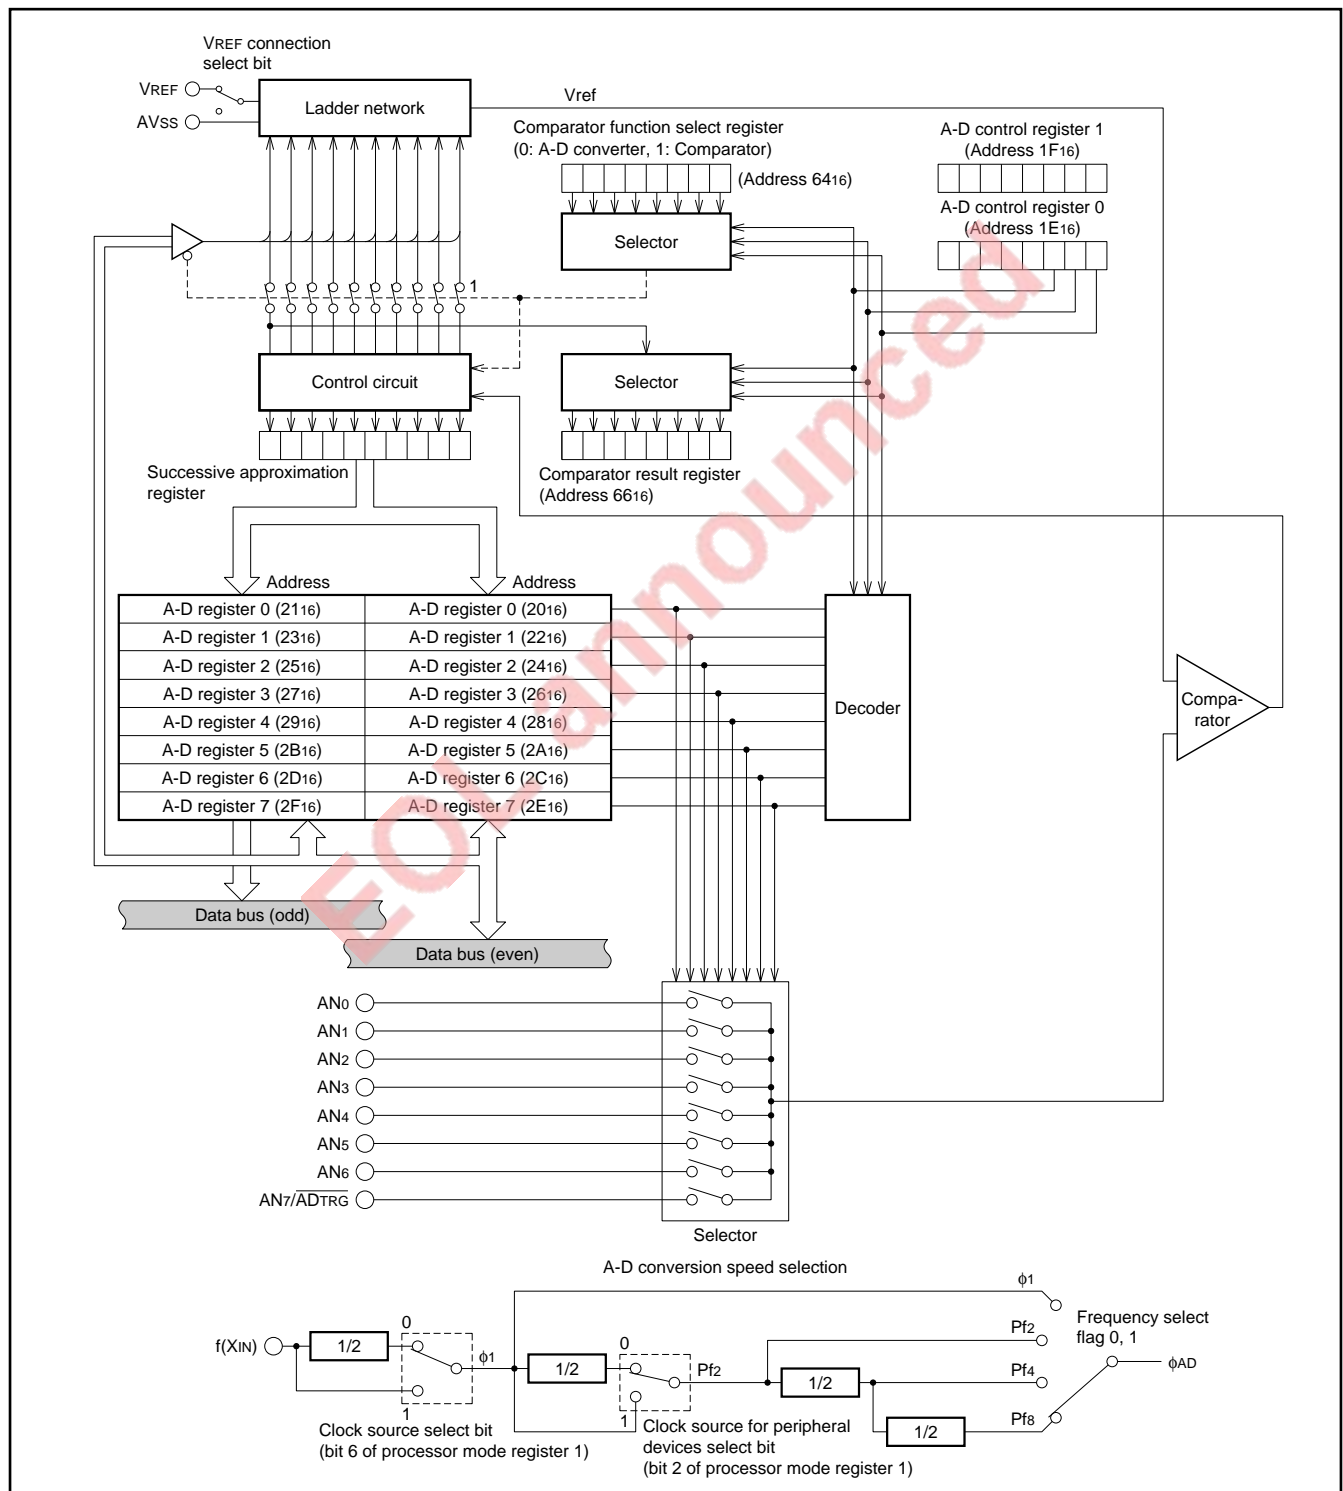 VREF connection
select bit
VREF
AVSS
Ladder network
Vref
Comparator function select register
(0: A-D converter, 1: Comparator)
(Address 6416)
A-D control register 1
(Address 1F16)
A-D control register 0
(Address 1E16)
Selector
1
Control circuit
Selector
Successive approximation
register
Comparator result register
(Address 6616)
Address
Address
A-D register 0 (2116)
A-D register 0 (2016)
A-D register 1 (2316)
A-D register 1 (2216)
A-D register 2 (2516)
A-D register 2 (2416)
A-D register 3 (2716)
A-D register 3 (2616)
A-D register 4 (2916)
A-D register 4 (2816)
A-D register 5 (2B16)
A-D register 5 (2A16)
A-D register 6 (2D16)
A-D register 6 (2C16)
A-D register 7 (2F16)
A-D register 7 (2E16)
Decoder
Compa-
rator
Data bus (odd)
Data bus (even)
AN0
AN1
AN2
AN3
AN4
AN5
AN6
AN7/ADTRG
Selector
A-D conversion speed selection
f(XIN)
1/2
0
1
ϕ1
Clock source select bit
(bit 6 of processor mode register 1)
1/2
0
1
Pf2
Clock source for peripheral
devices select bit
(bit 2 of processor mode register 1)
1/2
1/2
ϕ1
Pf2
Pf4
Pf8
Frequency select
flag 0, 1
ϕAD
EOL announced